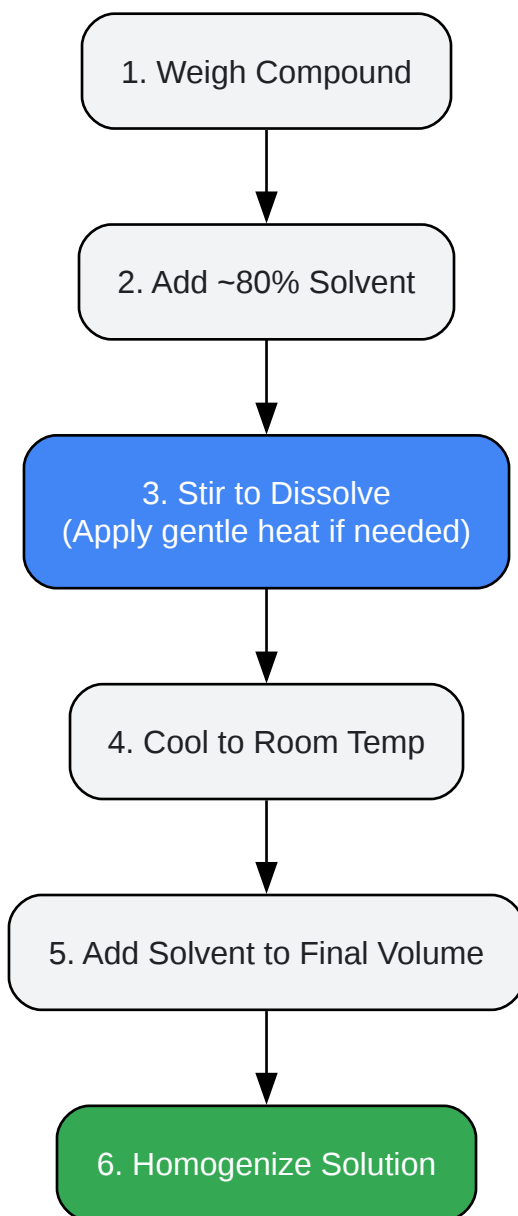 1. Weigh Compound
2. Add ~80% Solvent
3. Stir to Dissolve
(Apply gentle heat if needed)
4. Cool to Room Temp
5. Add Solvent to Final Volume
6. Homogenize Solution